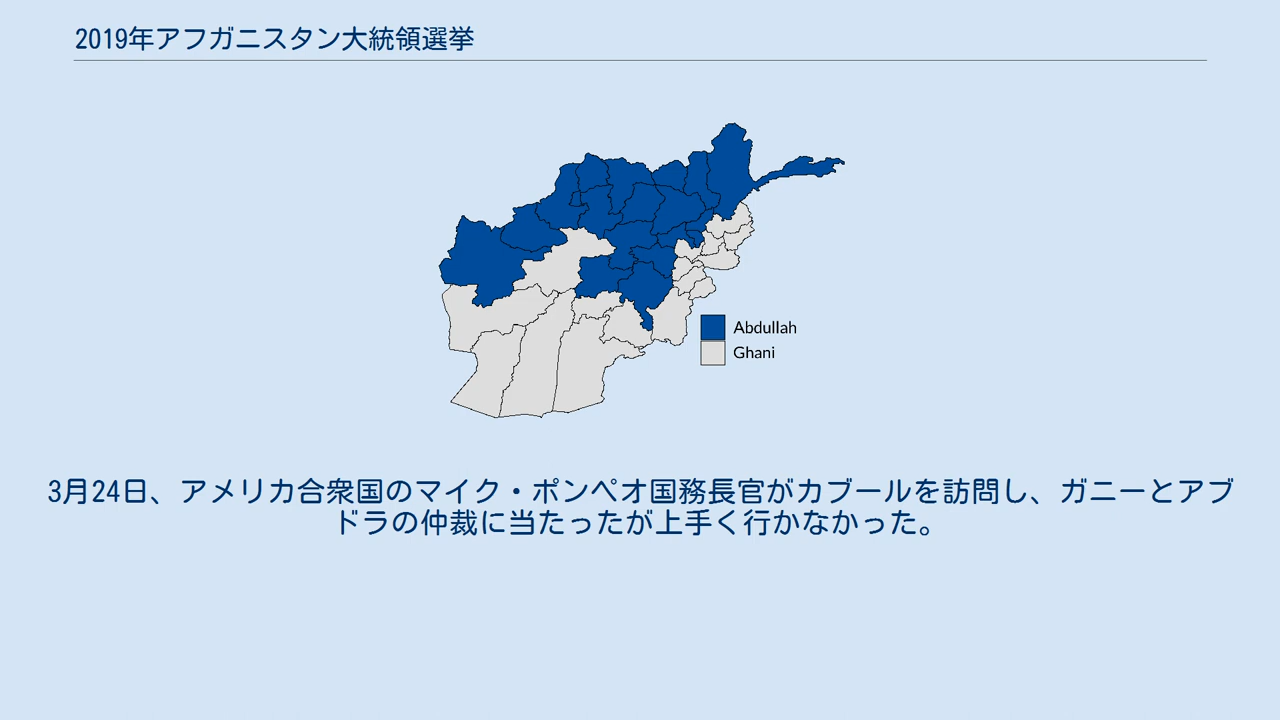 2019年アフガニスタン大統領選挙
Abdullah
Ghani
3月24日、アメリカ合衆国のマイク・ポンペオ国務長官がカブールを訪問し、ガニーとアブ
ドラの仲裁に当たったが上手く行かなかった。